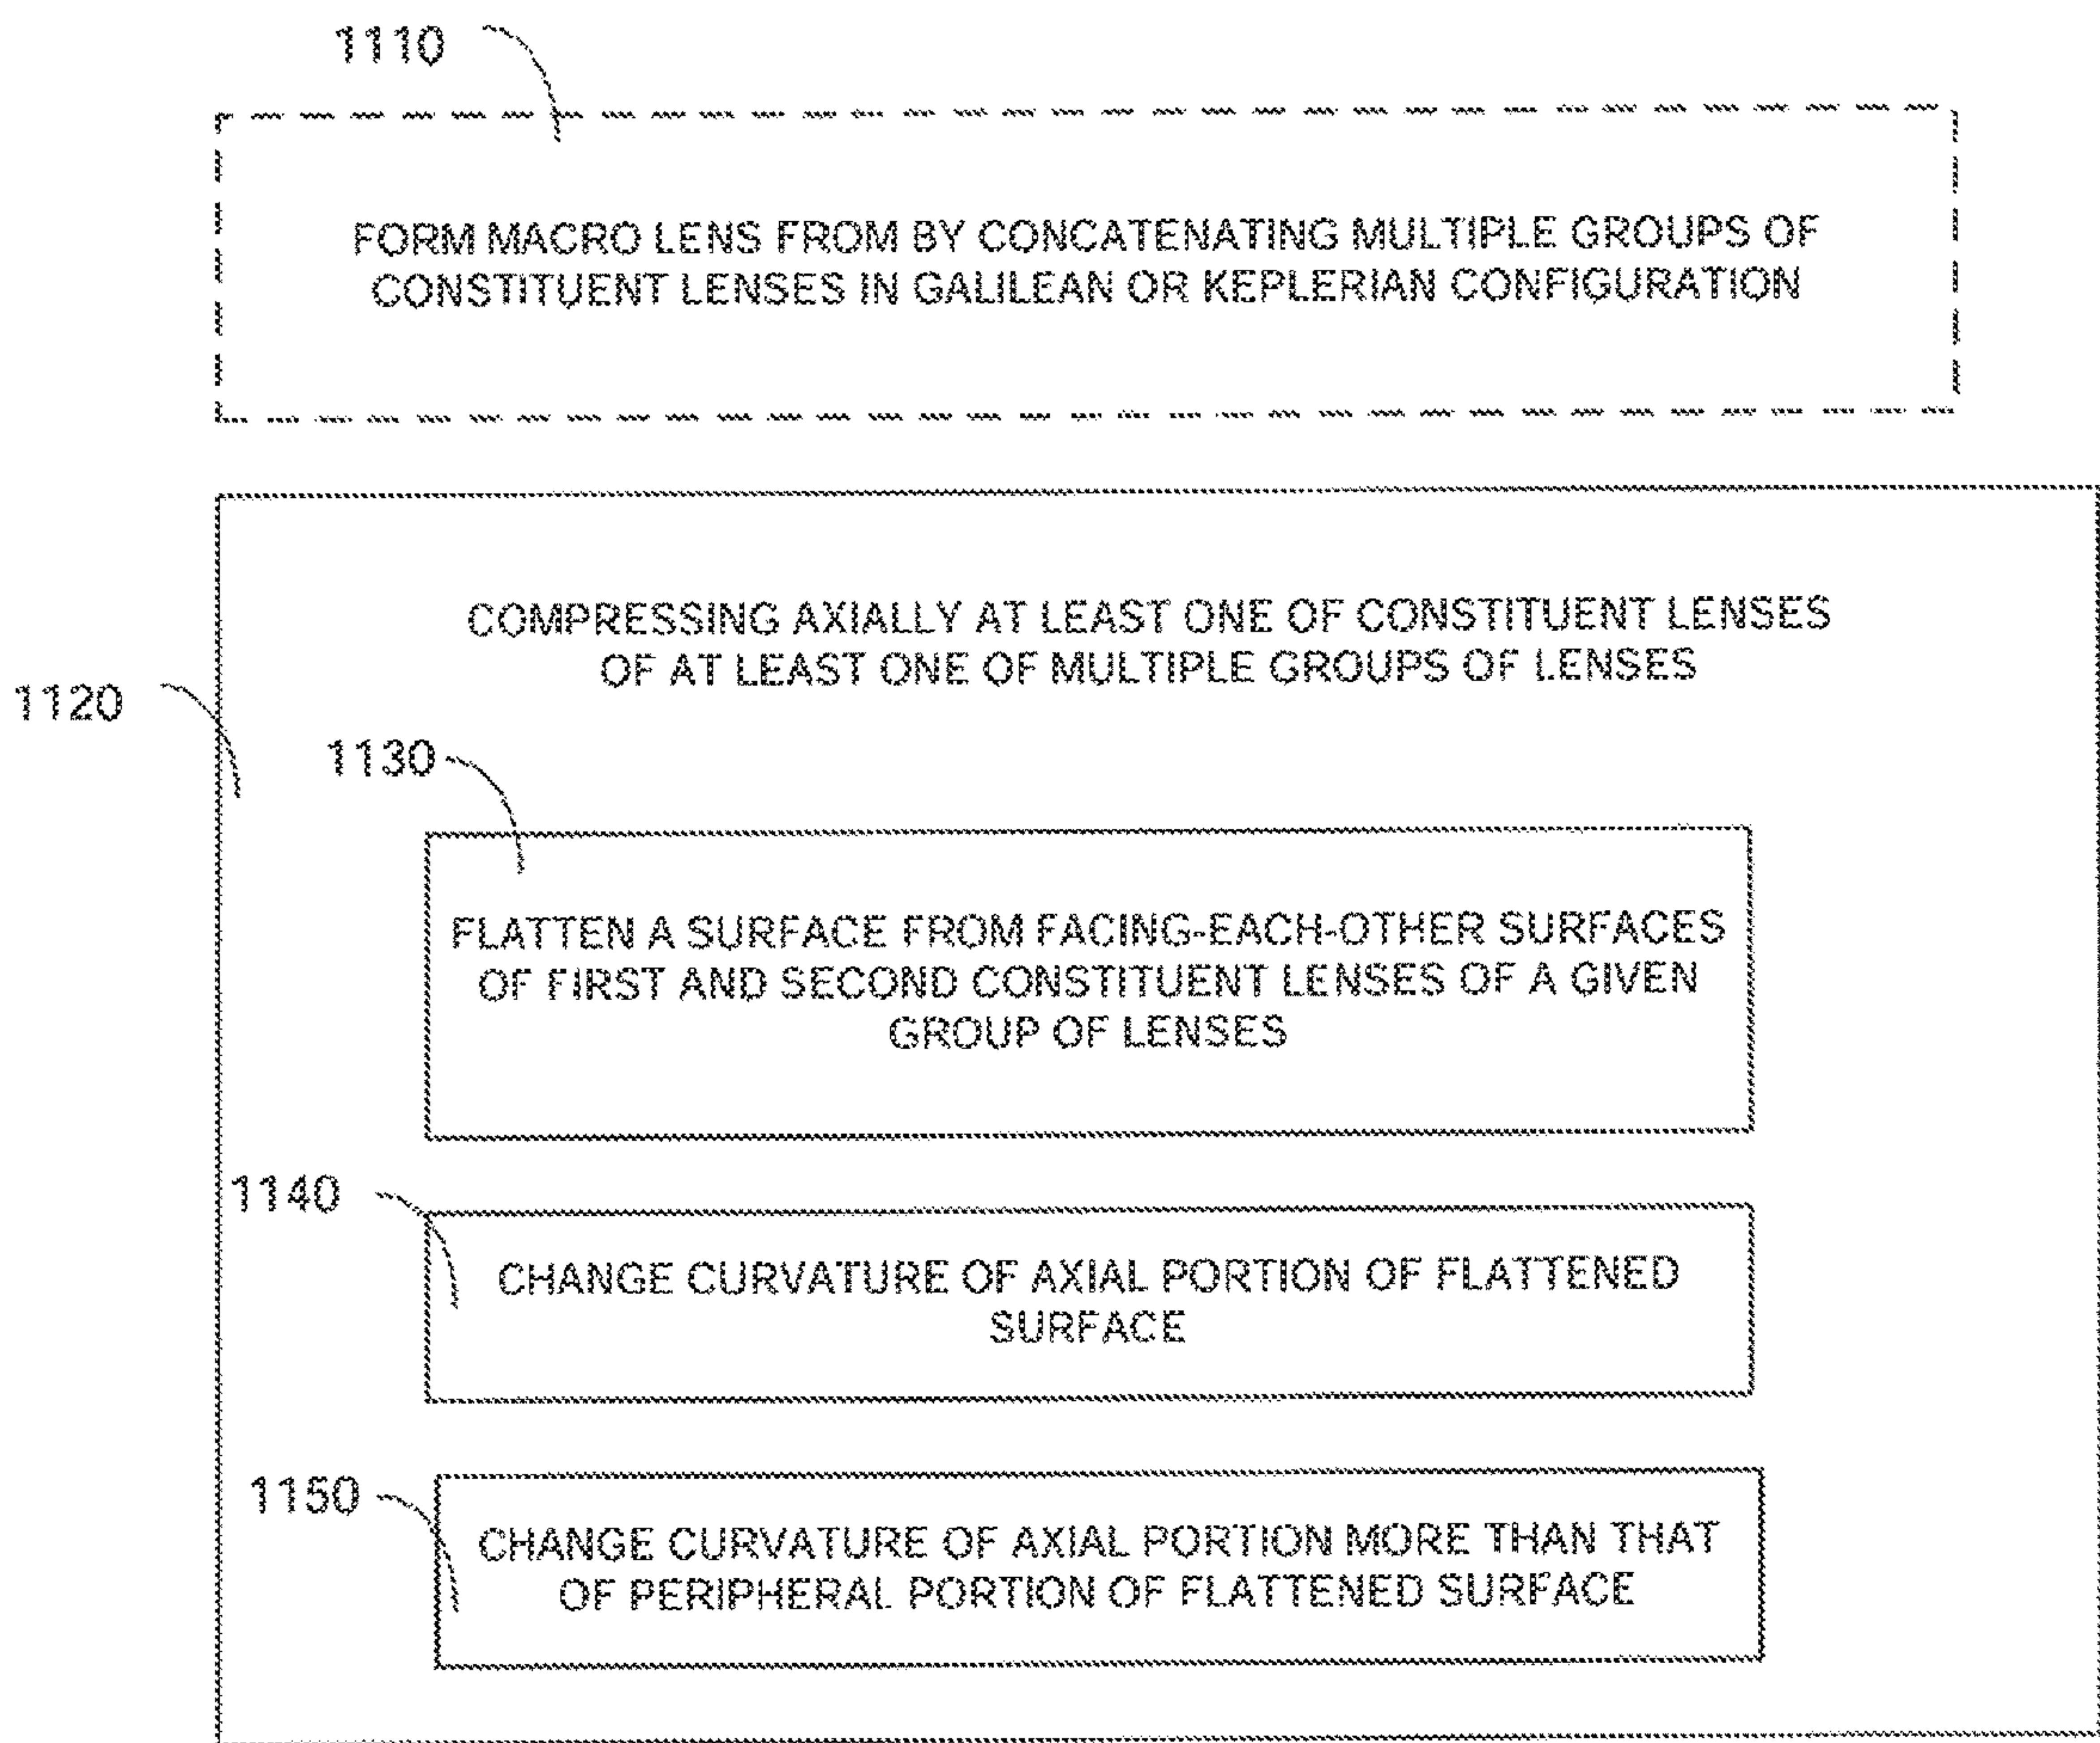 1110
FORM MACRO LENS FROM BY CONCATENATING MULTIPLE GROUPS OF
CONSTITUENT LENSES IN GALILEAN OR KEPLERIAN CONFIGURATION
COMPRESSING AXIALLY AT LEAST ONE OF CONSTITUENT LENSES
OF AT LEAST ONE OF MULTIPLE GROUPS OF LENSES
1120
1130
FLATTEN A SURFACE FROM FACING-EACH-OTHER SURFACES
OF FIRST AND SECOND CONSTITUENT LENSES OF A GIVEN
GROUP OF LENSES
1140
CHANGE CURVATURE OF AXIAL PORTION OF FLATTENED
SURFACE
1150
CHANGE CURVATURE OF AXIAL PORTION MORE THAN THAT
OF PERIPHERAL PORTION OF FLATTENED SURFACE